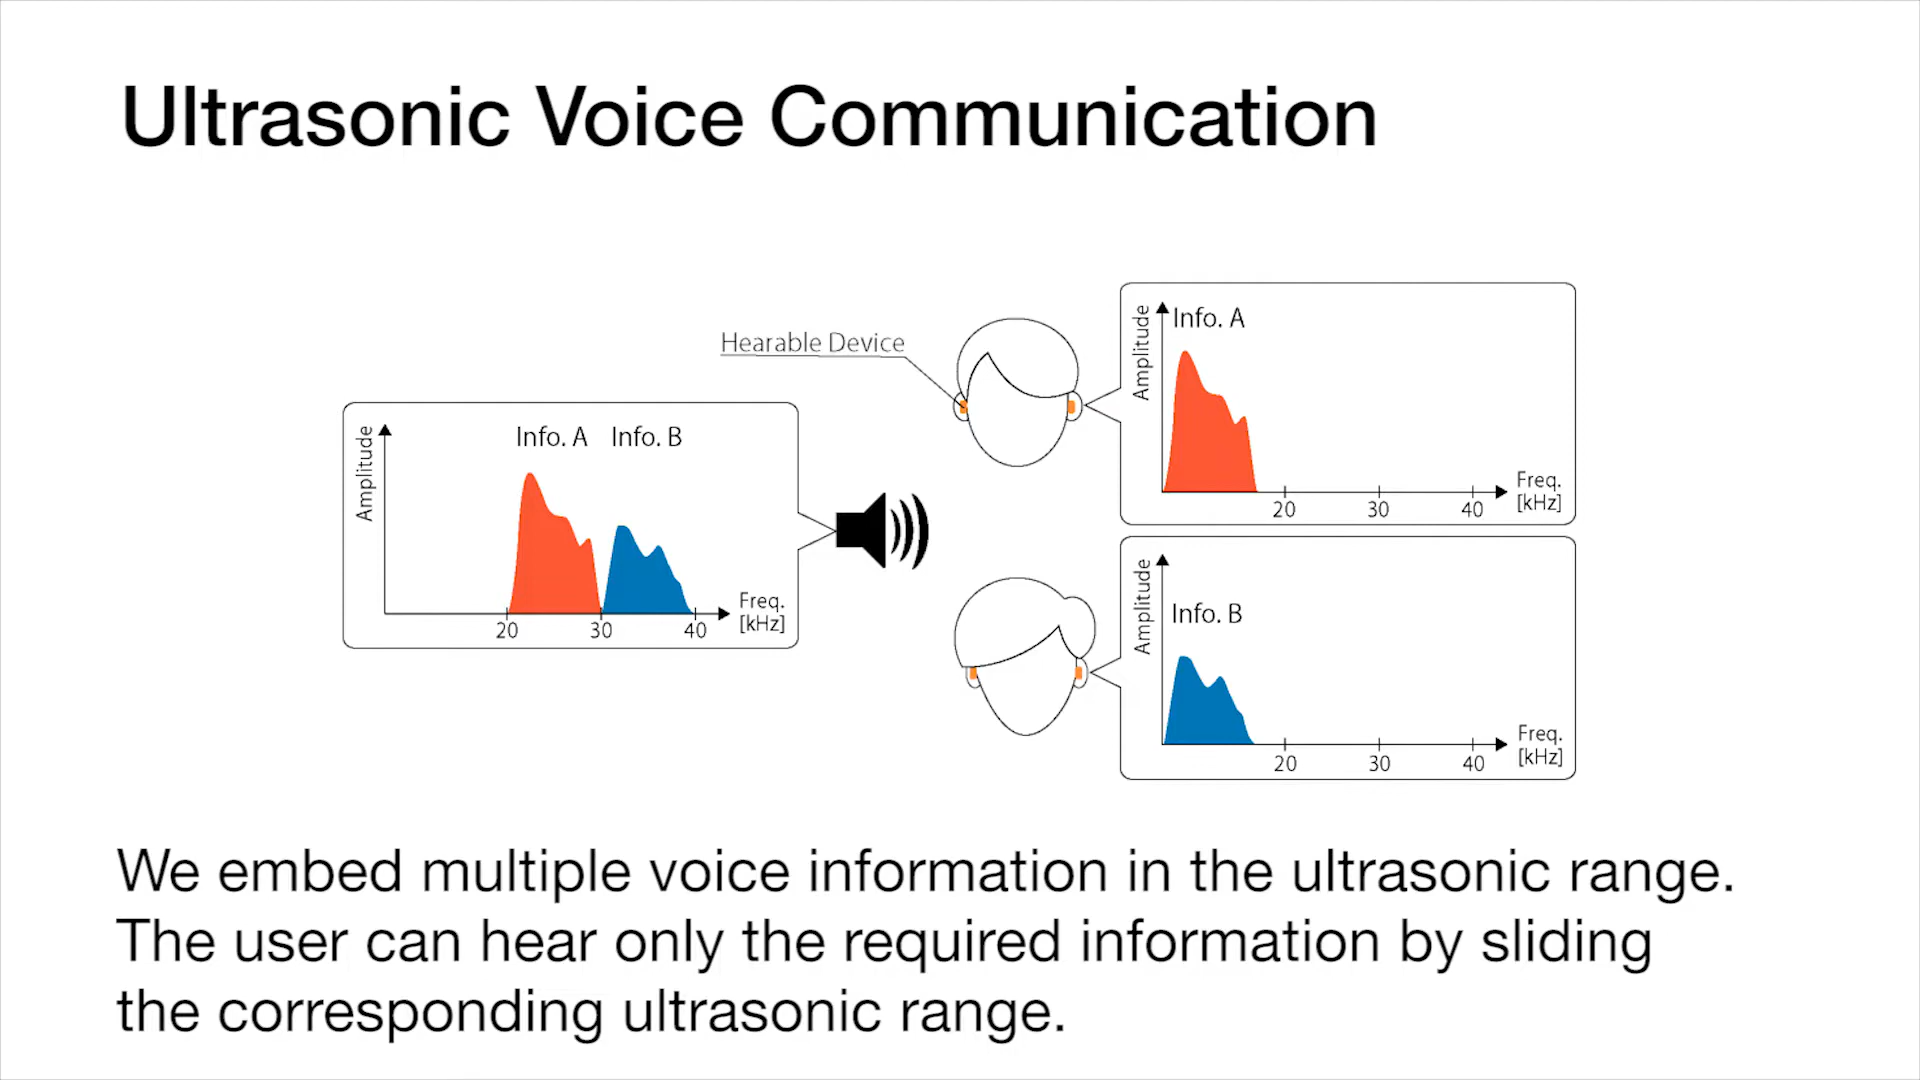 Ultrasonic Voice Communication
Hearable Device
Amplitude
Info. A Info. B
20 30 40
Freq.
[kHz]
Amplitude
Info. A
20 30 40
Freq.
[kHz]
Amplitude
Info. B
20 30 40
Freq.
[kHz]
We embed multiple voice information in the ultrasonic range.
The user can hear only the required information by sliding
the corresponding ultrasonic range.